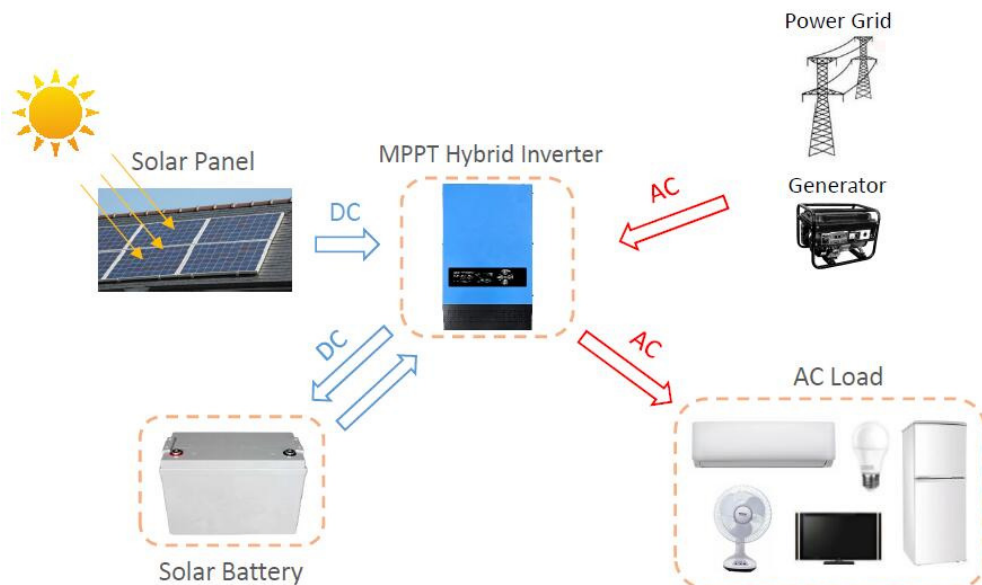 Power Grid
Solar Panel
MPPT Hybrid Inverter
DC
AC
Generator
DC
AC
AC Load
Solar Battery